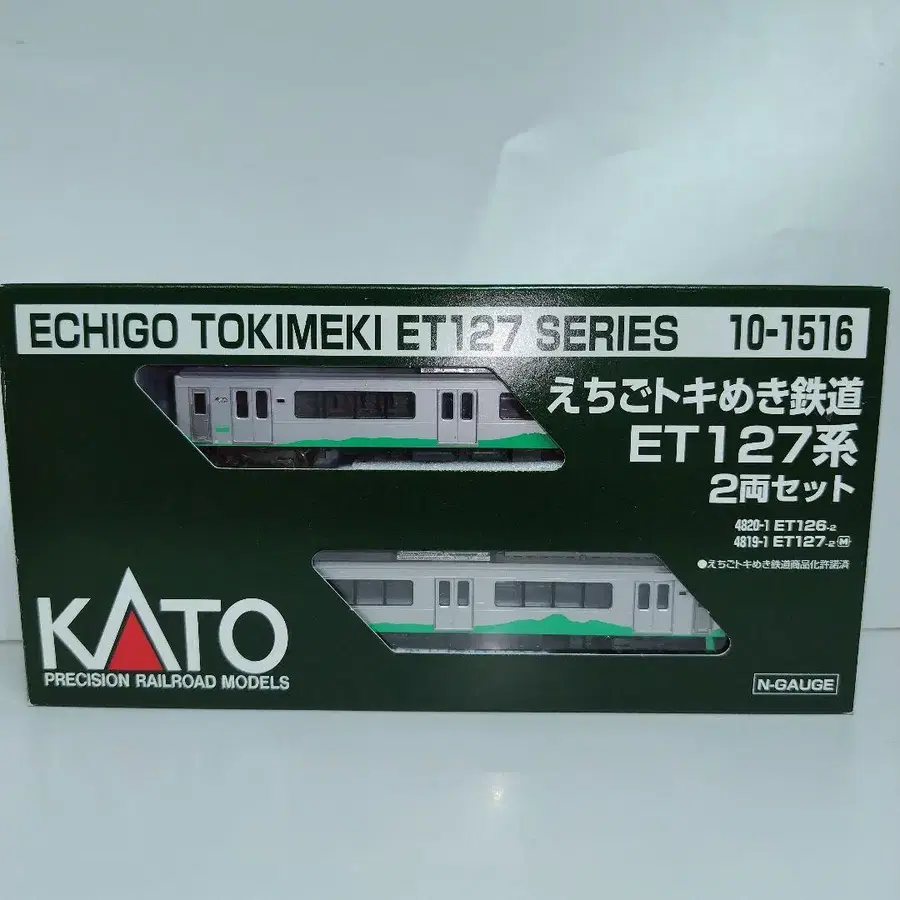 ECHIGO TOKIMEKI ET127 SERIES 10-1516
えちごトキめき鉄道
ET127系
2両セット
4820-1 ET126-2
4819-1 ET127-2 M
●えちごトキめき鉄道商品化許諾済
KATO
PRECISION RAILROAD MODELS
N-GAUGE